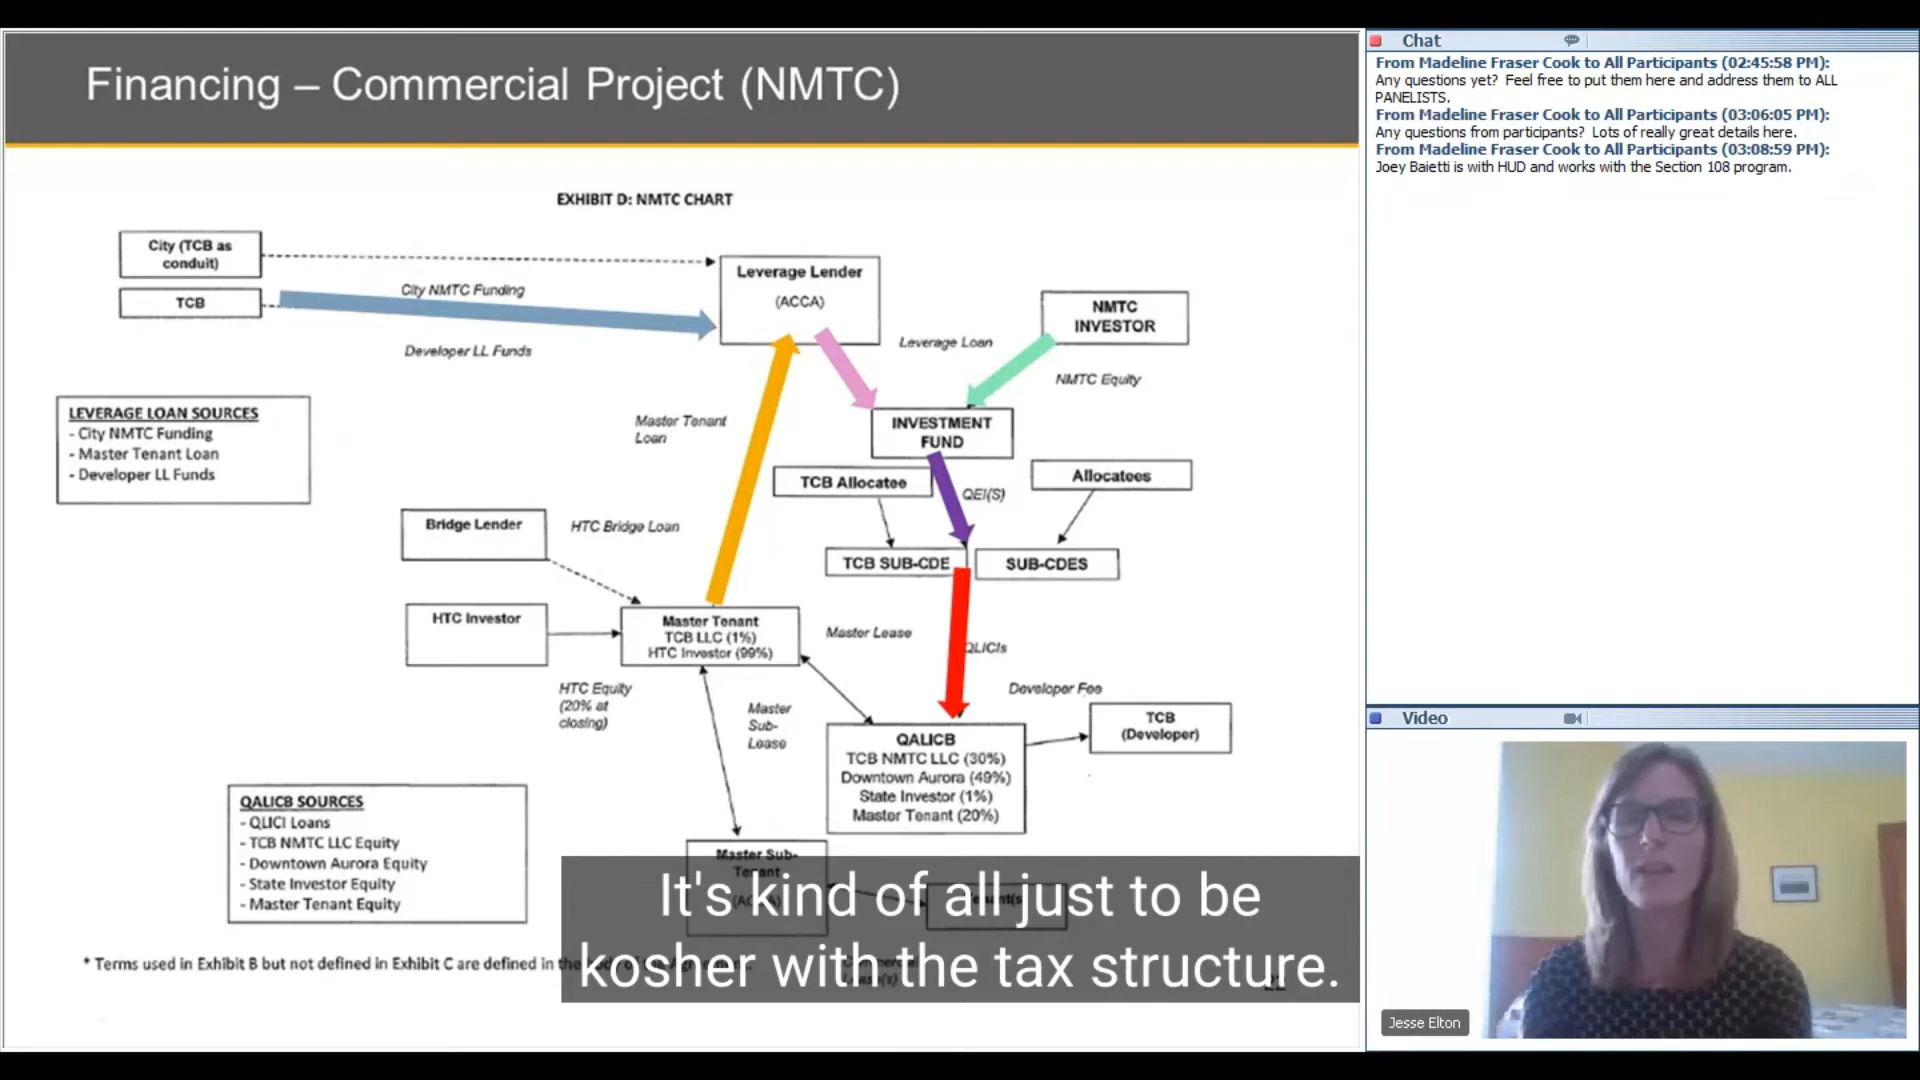 Financing – Commercial Project (NMTC)
EXHIBIT D: NMTC CHART
City (TCB as
conduit)
TCB
City NMTC Funding
Developer LL Funds
Leverage Lender
(ACCA)
NMTC
INVESTOR
Leverage Loan
NMTC Equity
LEVERAGE LOAN SOURCES
- City NMTC Funding
- Master Tenant Loan
- Developer LL Funds
Master Tenant
Loan
INVESTMENT
FUND
TCB Allocatee
QEI(S)
Allocatees
Bridge Lender
HTC Bridge Loan
TCB SUB-CDE
SUB-CDES
HTC Investor
Master Tenant
TCB LLC (1%)
HTC Investor (99%)
Master Lease
QLICIs
HTC Equity
(20% at
closing)
Master
Sub-
Lease
Developer Fee
TCB
(Developer)
QALICB
TCB NMTC LLC (30%)
Downtown Aurora (49%)
State Investor (1%)
Master Tenant (20%)
QALICB SOURCES
- QLICI Loans
- TCB NMTC LLC Equity
- Downtown Aurora Equity
- State Investor Equity
- Master Tenant Equity
Master Sub-
Tenant
* Terms used in Exhibit B but not defined in Exhibit C are defined in
It's kind of all just to be
kosher with the tax structure.
Chat
From Madeline Fraser Cook to All Participants (02:45:58 PM):
Any questions yet? Feel free to put them here and address them to ALL
PANELISTS.
From Madeline Fraser Cook to All Participants (03:06:05 PM):
Any questions from participants? Lots of really great details here.
From Madeline Fraser Cook to All Participants (03:08:59 PM):
Joey Baietti is with HUD and works with the Section 108 program.
Video
Jesse Elton